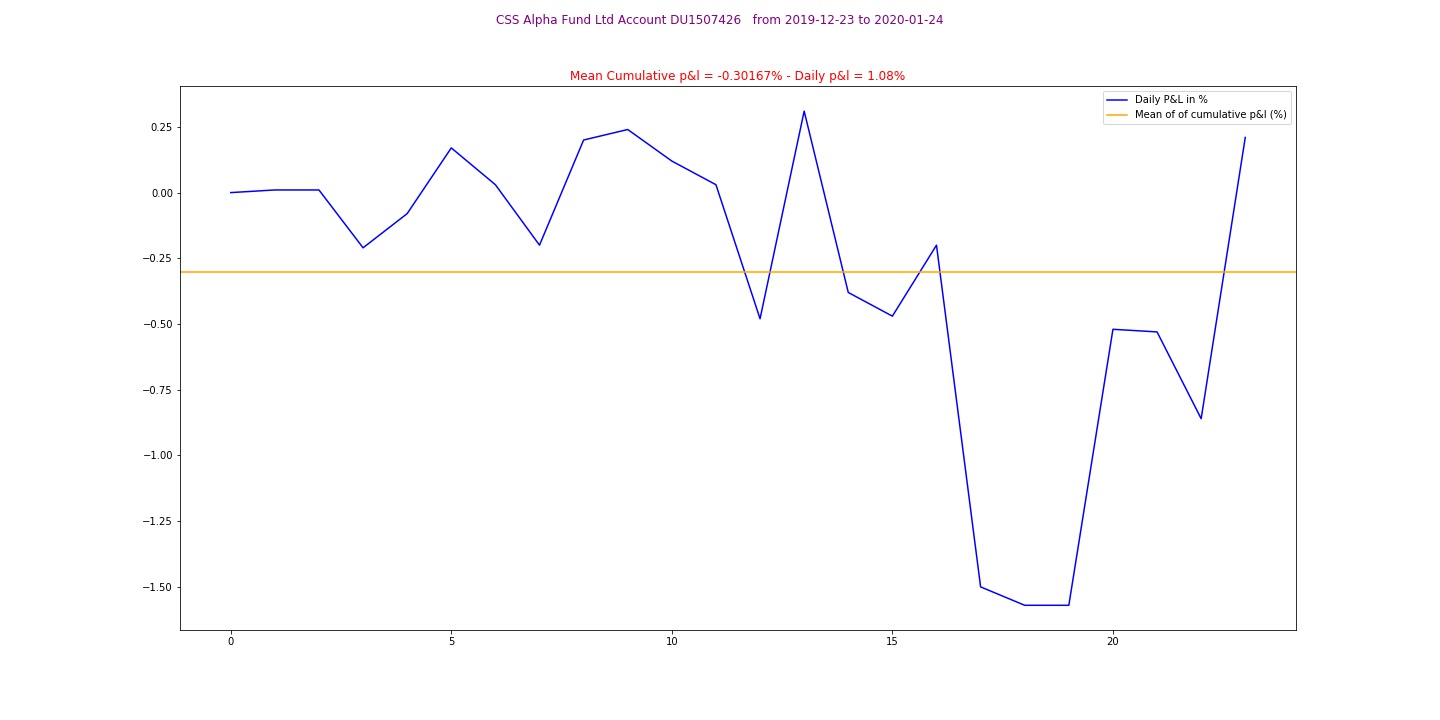 CSS Alpha Fund Ltd Account DU1507426 from 2019-12-23 to 2020-01-24
Mean Cumulative p&l = -0.30167% - Daily p&l = 1.08%
Daily P&L in %
Mean of of cumulative p&l (%)
0.25
0.00
−0.25
−0.50
−0.75
−1.00
−1.25
−1.50
0 5 10 15 20